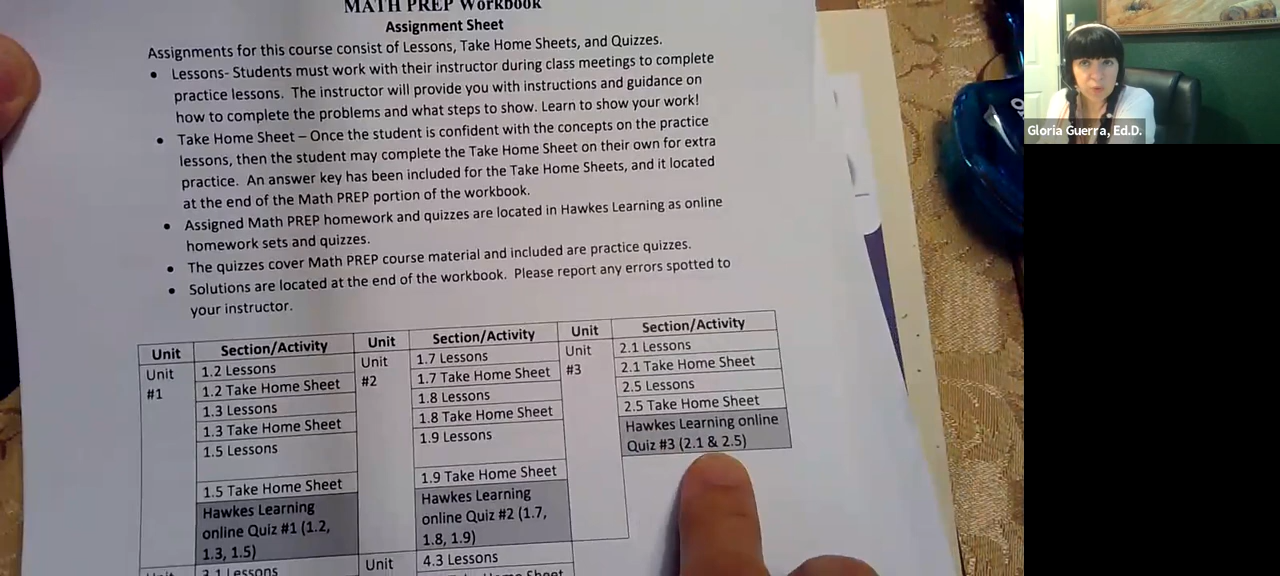 MATH PREP Workbook
Assignment Sheet
Assignments for this course consist of Lessons, Take Home Sheets, and Quizzes.
• Lessons- Students must work with their instructor during class meetings to complete
practice lessons. The instructor will provide you with instructions and guidance on
how to complete the problems and what steps to show. Learn to show your work!
• Take Home Sheet – Once the student is confident with the concepts on the practice
lessons, then the student may complete the Take Home Sheet on their own for extra
practice. An answer key has been included for the Take Home Sheets, and it located
at the end of the Math PREP portion of the workbook.
• Assigned Math PREP homework and quizzes are located in Hawkes Learning as online
homework sets and quizzes.
• The quizzes cover Math PREP course material and included are practice quizzes.
• Solutions are located at the end of the workbook. Please report any errors spotted to
your instructor.
Unit
Section/Activity
Unit
#1
1.2 Lessons
1.2 Take Home Sheet
1.3 Lessons
1.3 Take Home Sheet
1.5 Lessons
1.5 Take Home Sheet
Hawkes Learning
online Quiz #1 (1.2,
1.3, 1.5)
3.1 Lessons
Unit
Section/Activity
Unit
#2
1.7 Lessons
1.7 Take Home Sheet
1.8 Lessons
1.8 Take Home Sheet
1.9 Lessons
1.9 Take Home Sheet
Hawkes Learning
online Quiz #2 (1.7,
1.8, 1.9)
Unit
4.3 Lessons
Take Home Sheet
Unit
Section/Activity
Unit
#3
2.1 Lessons
2.1 Take Home Sheet
2.5 Lessons
2.5 Take Home Sheet
Hawkes Learning online
Quiz #3 (2.1 & 2.5)
Gloria Guerra, Ed.D.